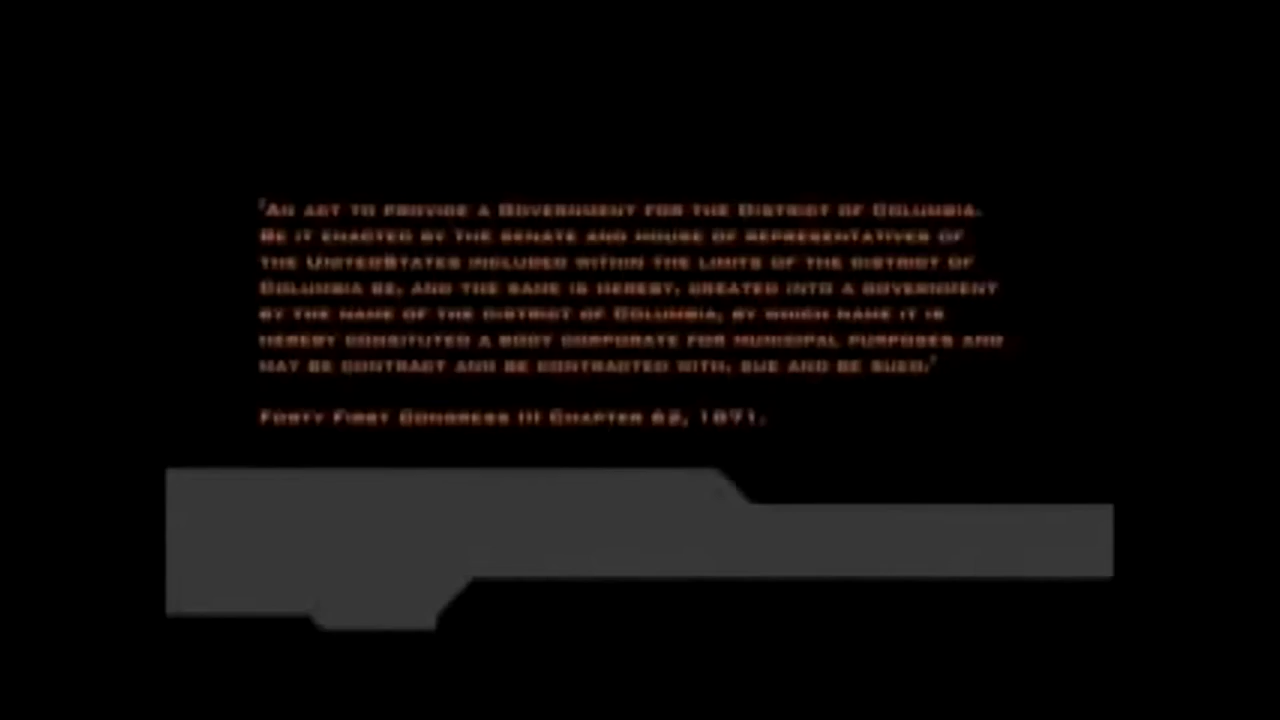 'An act to provide a Government for the District of Columbia.
Be it enacted by the senate and house of representatives of
the UnitedStates included within the limits of the district of
Columbia be, and the same is hereby, created into a government
by the name of the district of Columbia, by which name it is
hereby consituted a body corporate for municipal purposes and
may be contract and be contracted with, sue and be sued.'
Forty First Congress III Chapter 62, 1871.